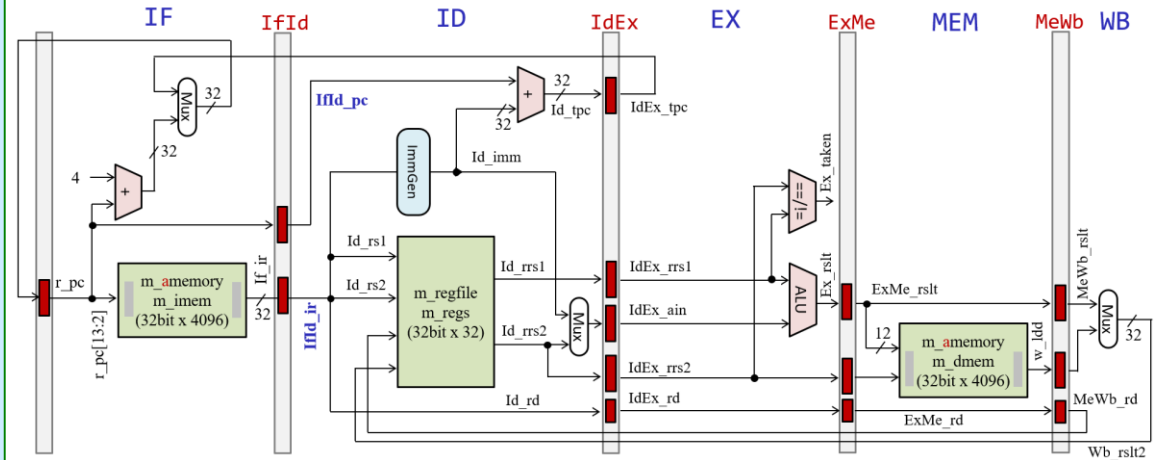 IF
IfId
ID
IdEx
EX
ExMe
MEM
MeWb
WB
Mux
32
32
4
+
r_pc
r_pc[13:2]
m_amemory
m_imem
(32bit x 4096)
If_ir
32
IfId_pc
IfId_ir
ImmGen
Id_imm
32
+
32
Id_tpc
IdEx_tpc
Id_rs1
Id_rs2
m_regfile
m_regs
(32bit x 32)
Id_rrs1
Id_rrs2
Mux
Id_rd
IdEx_rrs1
IdEx_ain
IdEx_rrs2
IdEx_rd
==/!=
Ex_taken
ALU
Ex_rslt
ExMe_rslt
12
m_amemory
m_dmem
(32bit x 4096)
w_ldd
ExMe_rd
MeWb_rslt
Mux
32
MeWb_rd
Wb_rslt2